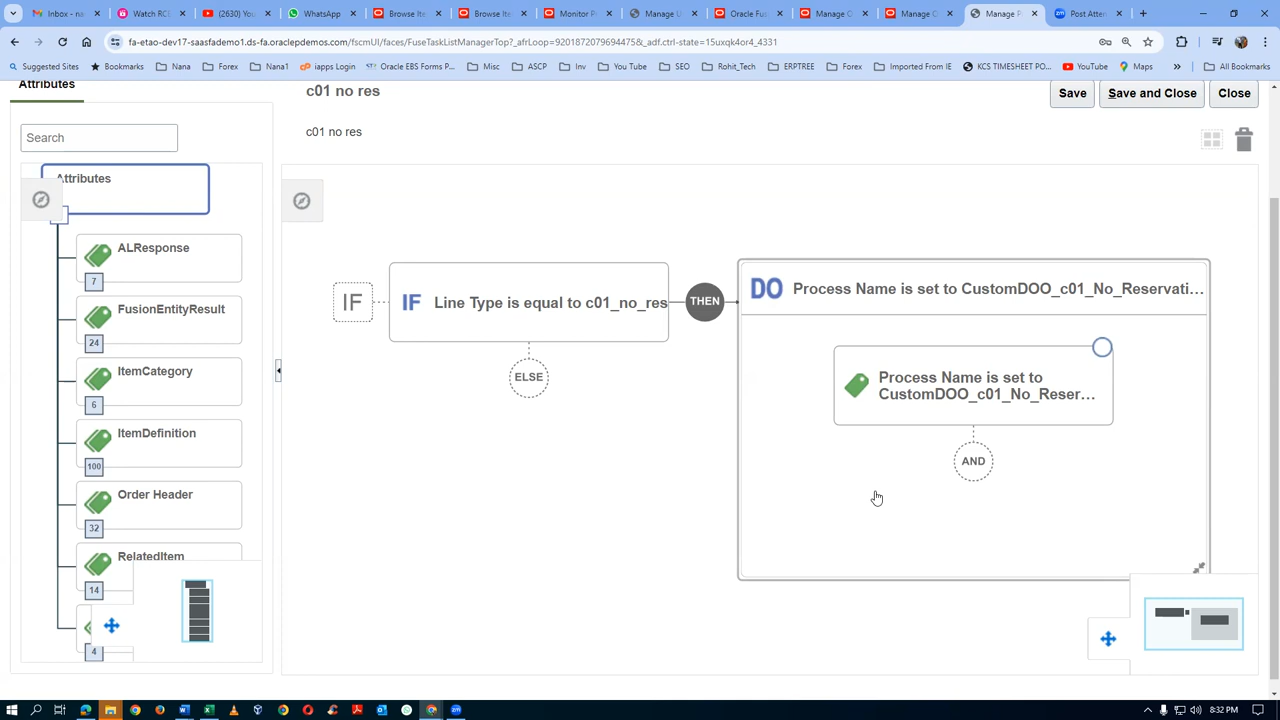 Inbox - na
Watch RCL
(2630) You
WhatsApp
Browse Ite
Browse Ite
Monitor Pr
Manage U
Oracle Fus
Manage O
Manage Or
Manage P
Post Atten
fa-etao-dev17-saasfademo1.ds-fa.oraclepdemos.com/fscmUI/faces/FuseTaskListManagerTop?_afrLoop=9201872079694475&_adf.ctrl-state=15uxqk4or4_4331
Suggested Sites
Bookmarks
Nana
Forex
Nana1
iapps Login
Oracle EBS Forms P...
Misc
ASCP
Inv
You Tube
SEO
Rohit_Tech
ERPTREE
Forex
Imported From IE
KCS TIMESHEET PO...
YouTube
Maps
»
All Bookmarks
Attributes
c01 no res
Save
Save and Close
Close
Search
c01 no res
Attributes
ALResponse
7
FusionEntityResult
24
ItemCategory
6
ItemDefinition
100
Order Header
32
RelatedItem
14
4
IF
IF
Line Type is equal to c01_no_res
THEN
ELSE
DO
Process Name is set to CustomDOO_c01_No_Reservati...
Process Name is set to
CustomDOO_c01_No_Reser...
AND
8:32 PM